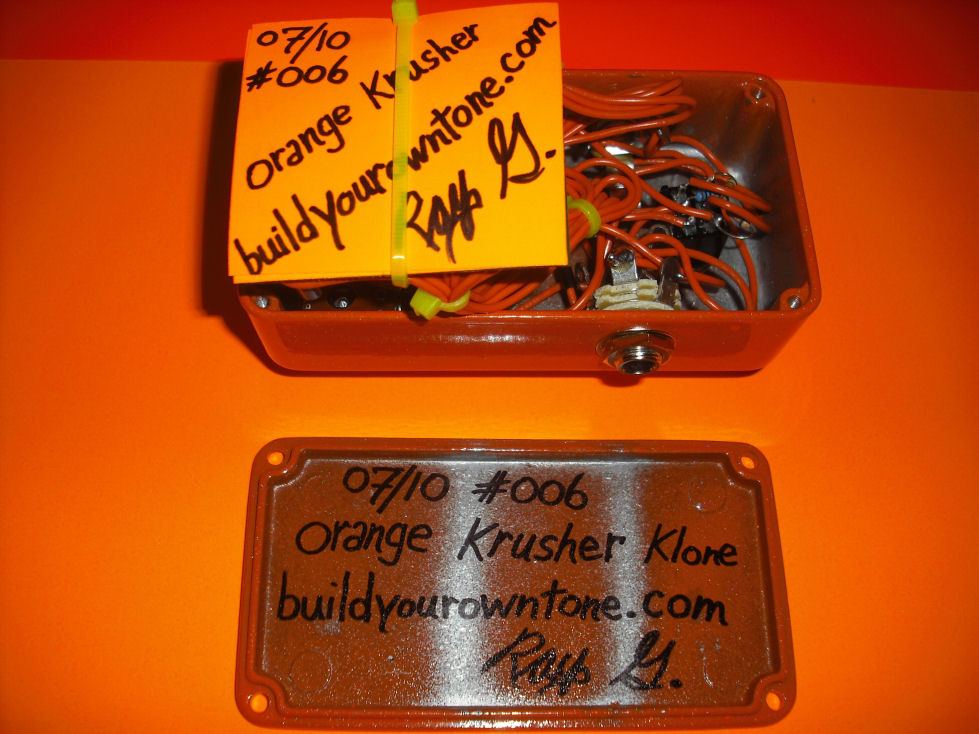 07/10
#006
Orange Krusher
buildyourowntone.com
G.
07/10 #006
Orange Krusher Klone
buildyourowntone.com
G.